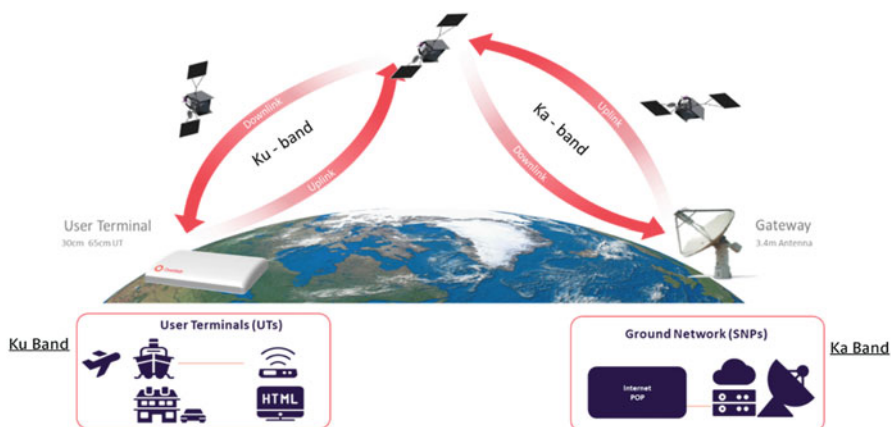 Downlink
Ku - band
Uplink
Uplink
Ka - band
Downlink
User Terminal
30cm 65cm UT
Gateway
3.4m Antenna
Ku Band
User Terminals (UTs)
HTML
Ground Network (SNPs)
Internet
POP
Ka Band